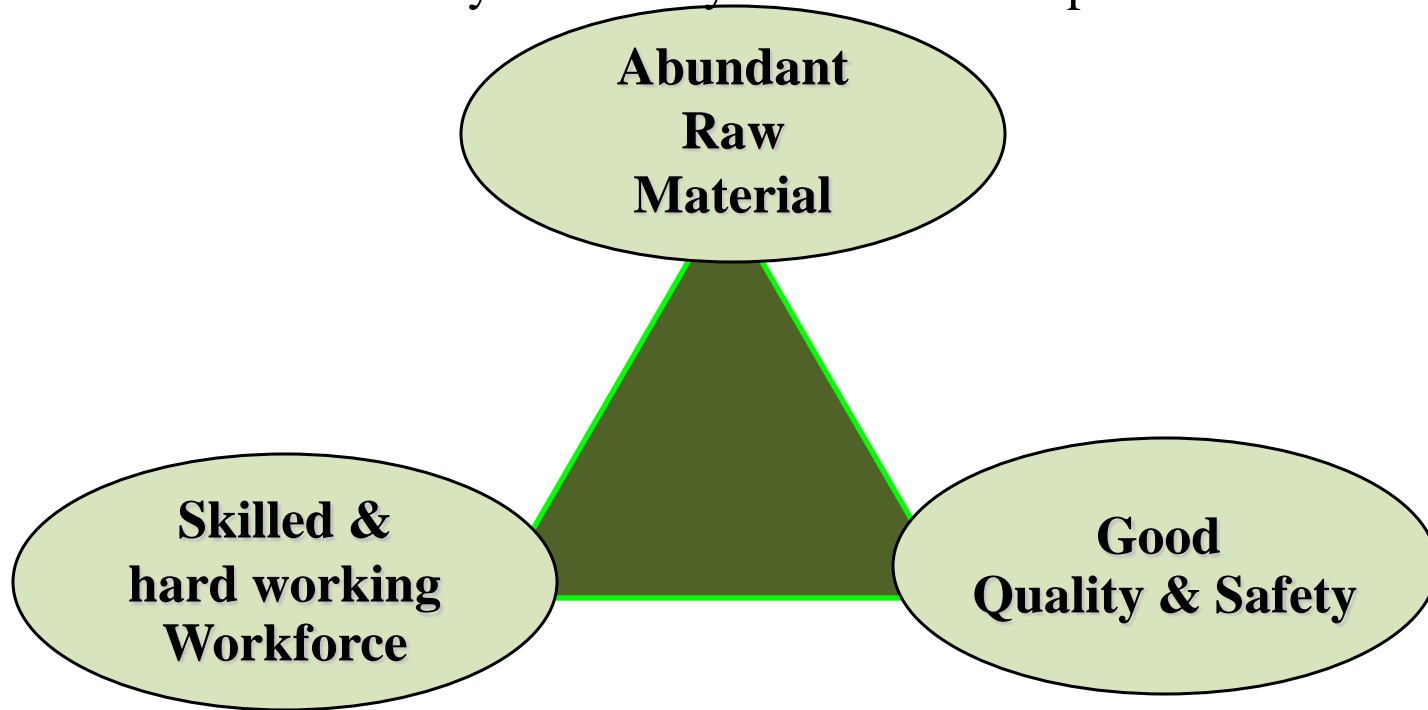 Abundant
Raw
Material
Skilled &
hard working
Workforce
Good
Quality & Safety